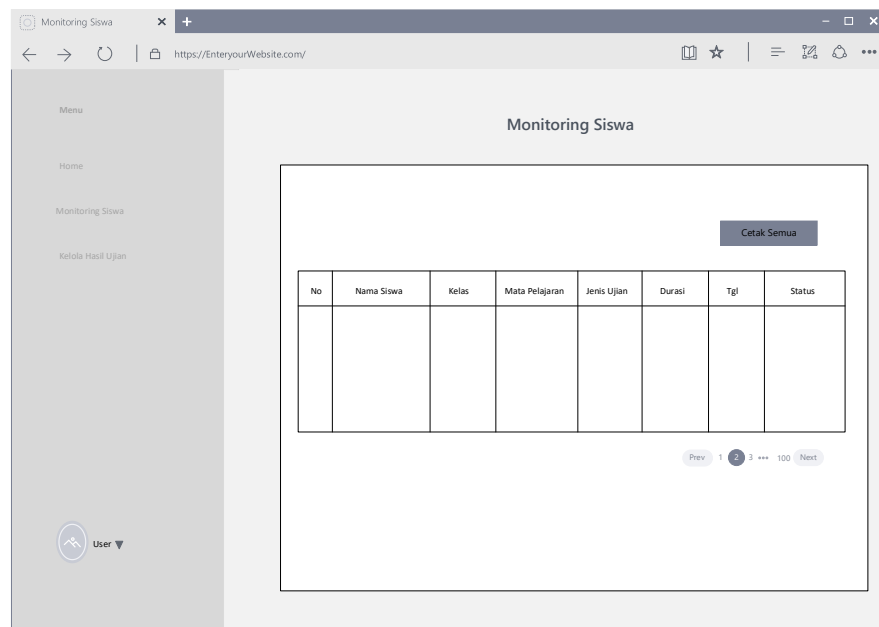 Monitoring Siswa
https://EnteryourWebsite.com/
Menu
Home
Monitoring Siswa
Kelola Hasil Ujian
User
Monitoring Siswa
Cetak Semua
No Nama Siswa Kelas Mata Pelajaran Jenis Ujian Durasi Tgl Status
Prev 1 2 3 ••• 100 Next